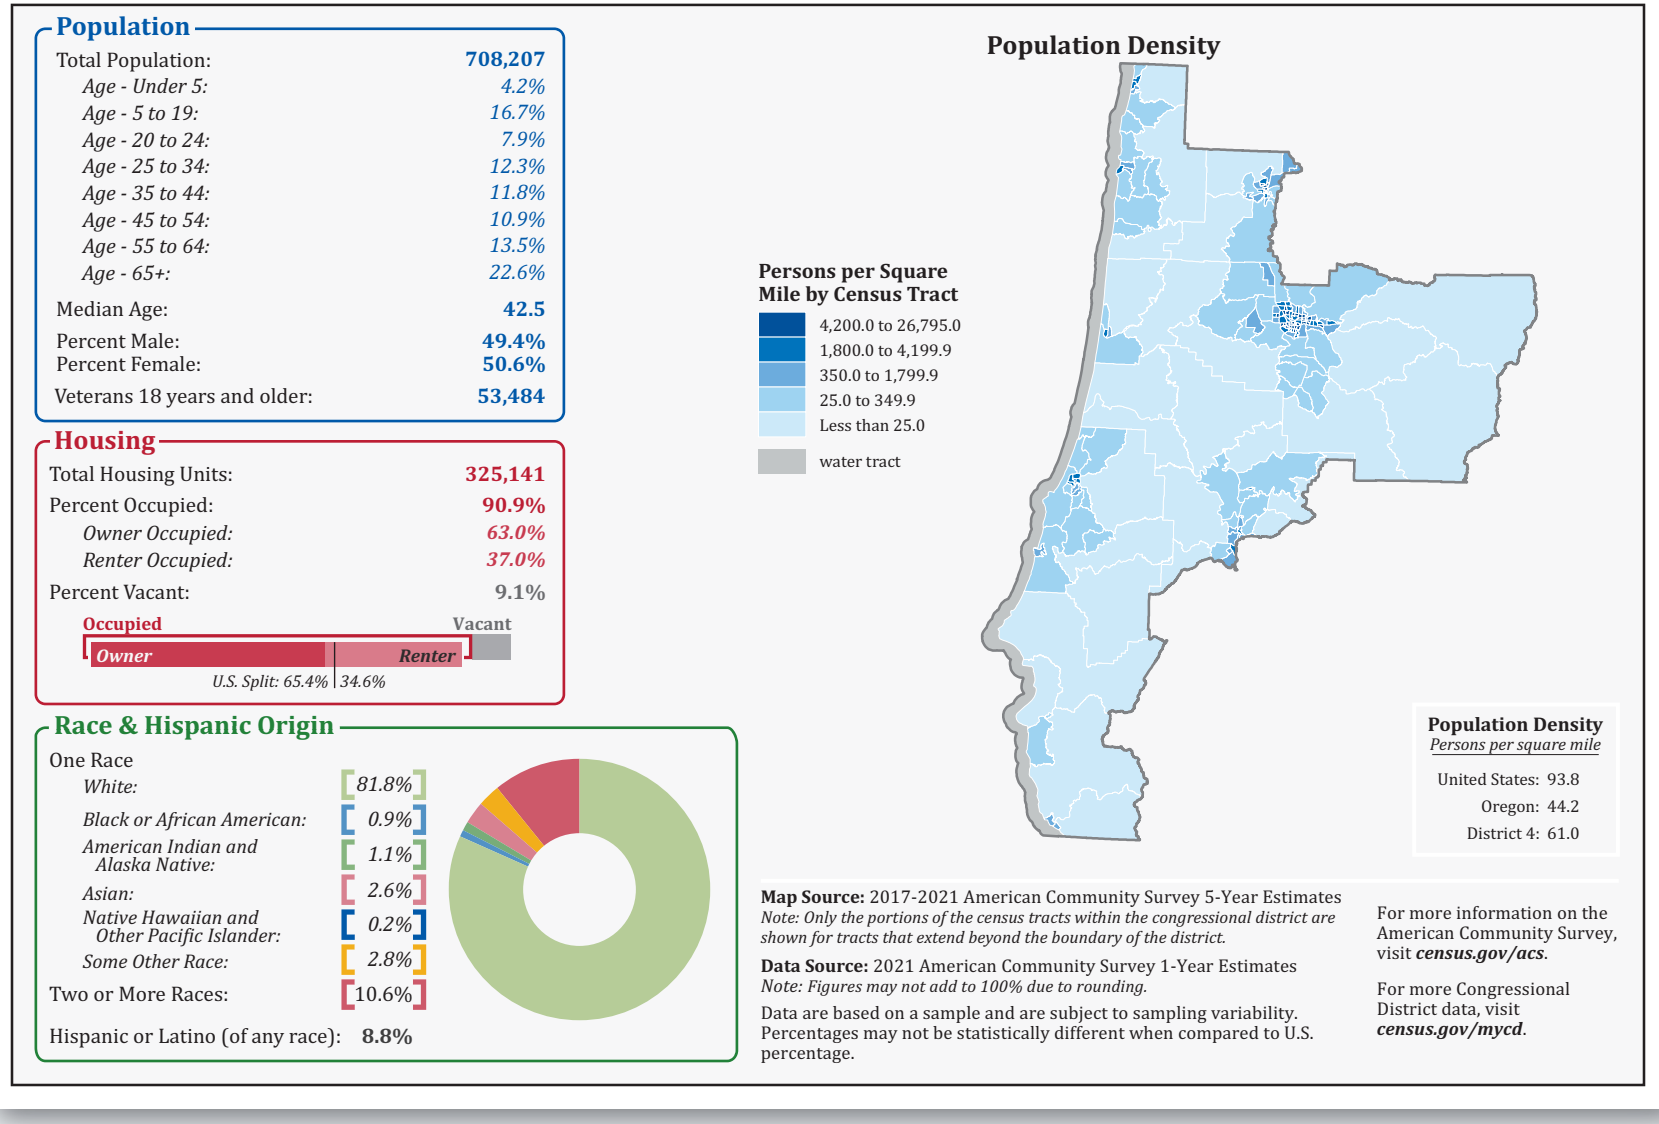 Population
Total Population: 708,207
Age - Under 5: 4.2%
Age - 5 to 19: 16.7%
Age - 20 to 24: 7.9%
Age - 25 to 34: 12.3%
Age - 35 to 44: 11.8%
Age - 45 to 54: 10.9%
Age - 55 to 64: 13.5%
Age - 65+: 22.6%
Median Age: 42.5
Percent Male: 49.4%
Percent Female: 50.6%
Veterans 18 years and older: 53,484
Housing
Total Housing Units: 325,141
Percent Occupied: 90.9%
Owner Occupied: 63.0%
Renter Occupied: 37.0%
Percent Vacant: 9.1%
Occupied Vacant
Owner Renter
U.S. Split: 65.4% 34.6%
Race & Hispanic Origin
One Race
White: 81.8%
Black or African American: 0.9%
American Indian and
Alaska Native: 1.1%
Asian: 2.6%
Native Hawaiian and
Other Pacific Islander: 0.2%
Some Other Race: 2.8%
Two or More Races: 10.6%
Hispanic or Latino (of any race): 8.8%
Population Density
Persons per Square
Mile by Census Tract
4,200.0 to 26,795.0
1,800.0 to 4,199.9
350.0 to 1,799.9
25.0 to 349.9
Less than 25.0
water tract
Population Density
Persons per square mile
United States: 93.8
Oregon: 44.2
District 4: 61.0
Map Source: 2017-2021 American Community Survey 5-Year Estimates
Note: Only the portions of the census tracts within the congressional district are
shown for tracts that extend beyond the boundary of the district.
Data Source: 2021 American Community Survey 1-Year Estimates
Note: Figures may not add to 100% due to rounding.
Data are based on a sample and are subject to sampling variability.
Percentages may not be statistically different when compared to U.S.
percentage.
For more information on the
American Community Survey,
visit census.gov/acs.
For more Congressional
District data, visit
census.gov/mycd.